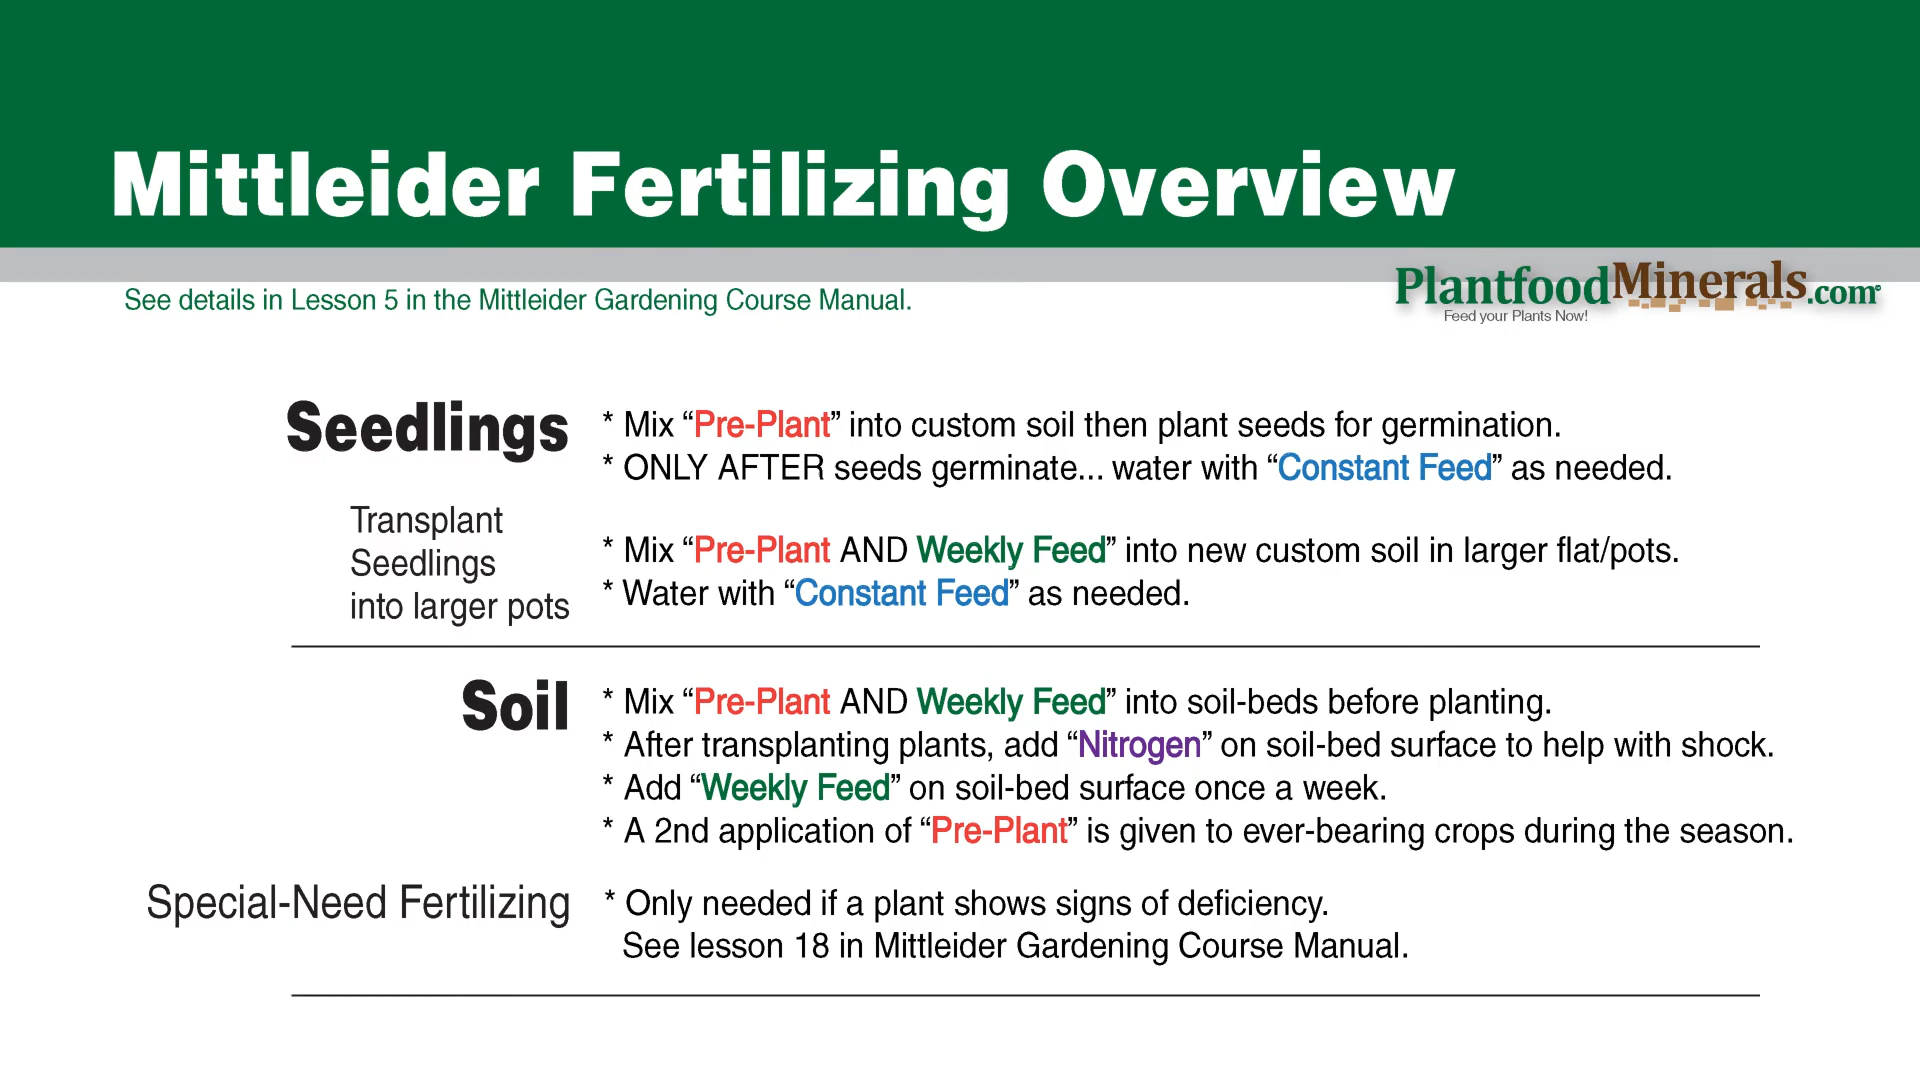 Mittleider Fertilizing Overview
See details in Lesson 5 in the Mittleider Gardening Course Manual.
PlantfoodMinerals.com©
Feed your Plants Now!
Seedlings
* Mix “Pre-Plant” into custom soil then plant seeds for germination.
* ONLY AFTER seeds germinate... water with “Constant Feed” as needed.
Transplant
Seedlings
into larger pots
* Mix “Pre-Plant AND Weekly Feed” into new custom soil in larger flat/pots.
* Water with “Constant Feed” as needed.
Soil
* Mix “Pre-Plant AND Weekly Feed” into soil-beds before planting.
* After transplanting plants, add “Nitrogen” on soil-bed surface to help with shock.
* Add “Weekly Feed” on soil-bed surface once a week.
* A 2nd application of “Pre-Plant” is given to ever-bearing crops during the season.
Special-Need Fertilizing
* Only needed if a plant shows signs of deficiency.
See lesson 18 in Mittleider Gardening Course Manual.